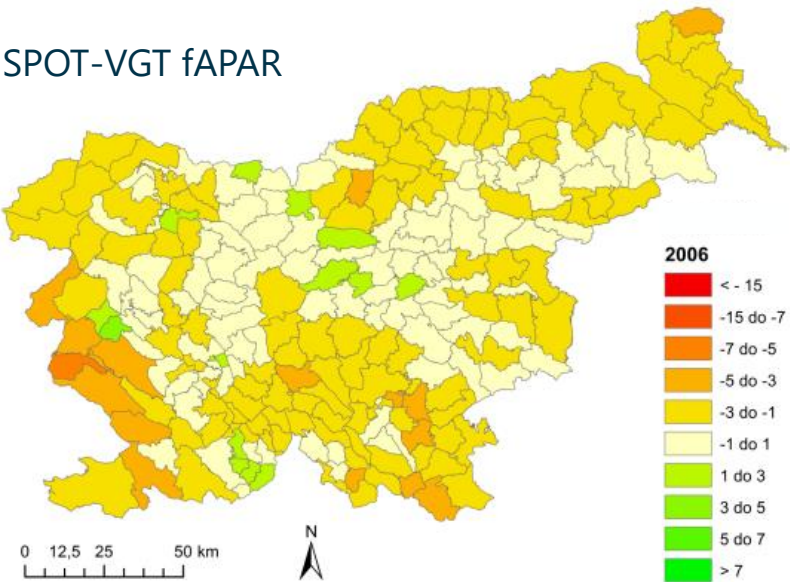 SPOT-VGT fAPAR
2006
< - 15
-15 do -7
-7 do -5
-5 do -3
-3 do -1
-1 do 1
1 do 3
3 do 5
5 do 7
> 7
N
0 12,5 25 50 km